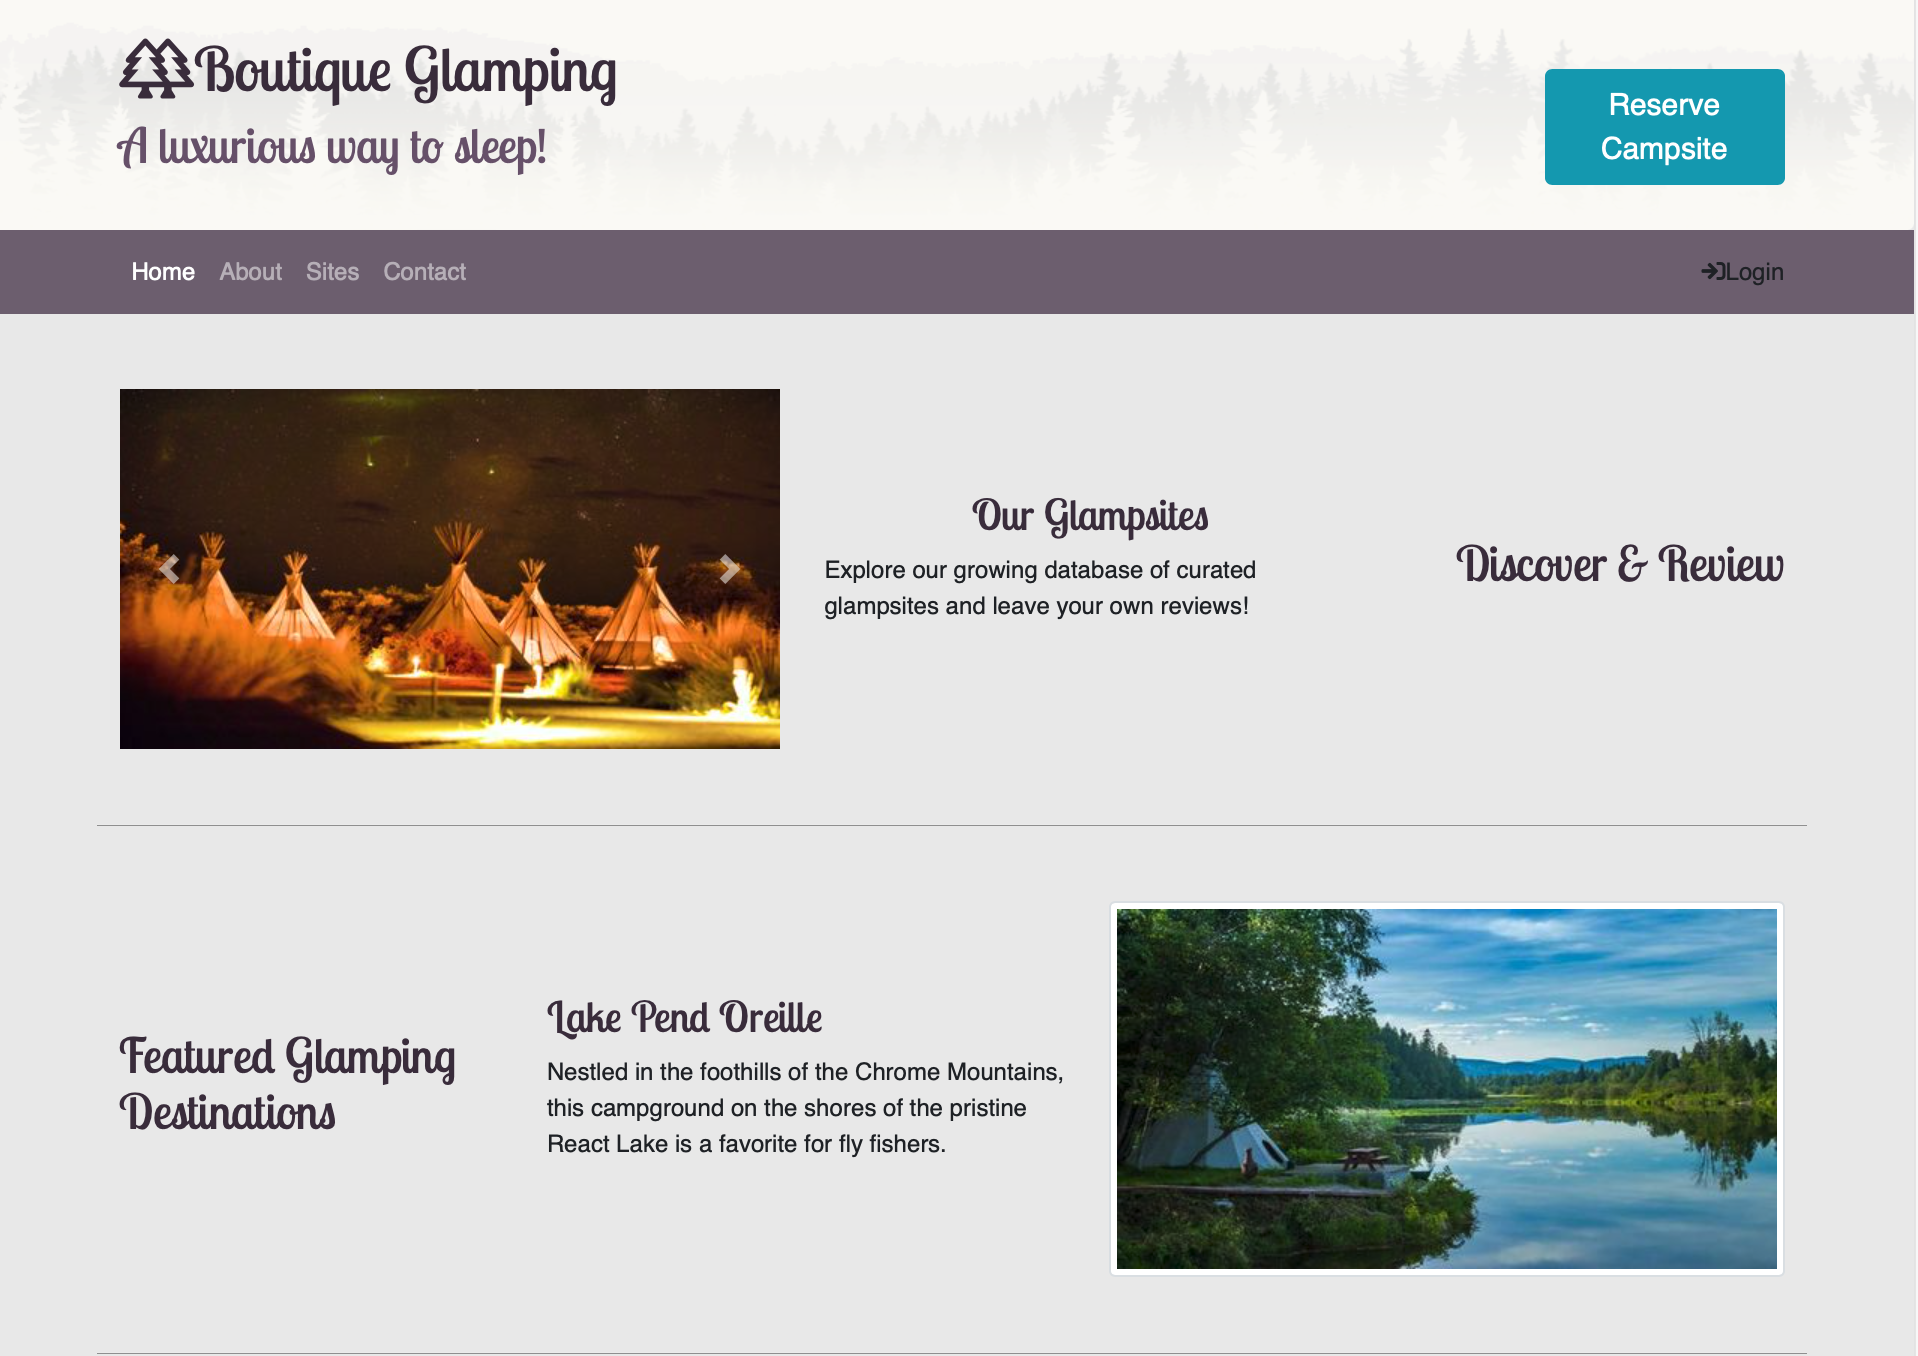 Boutique Glamping
A luxurious way to sleep!
Reserve
Campsite
Home About Sites Contact
Login
Our Glampsites
Explore our growing database of curated
glampsites and leave your own reviews!
Discover & Review
Featured Glamping
Destinations
Lake Pend Oreille
Nestled in the foothills of the Chrome Mountains,
this campground on the shores of the pristine
React Lake is a favorite for fly fishers.